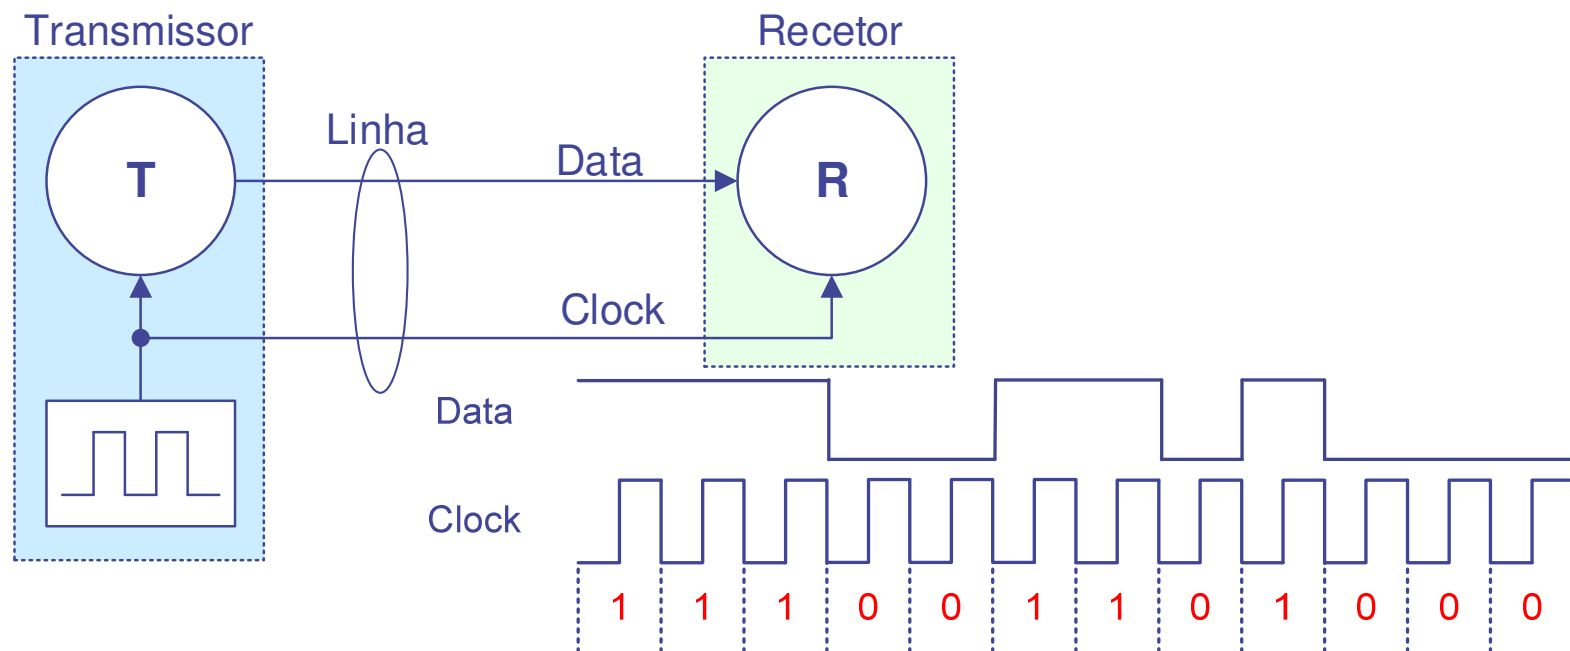 Transmissor
Recetor
Linha
Data
T
R
Clock
Data
Clock
1 1 1 0 0 1 1 0 1 0 0 0